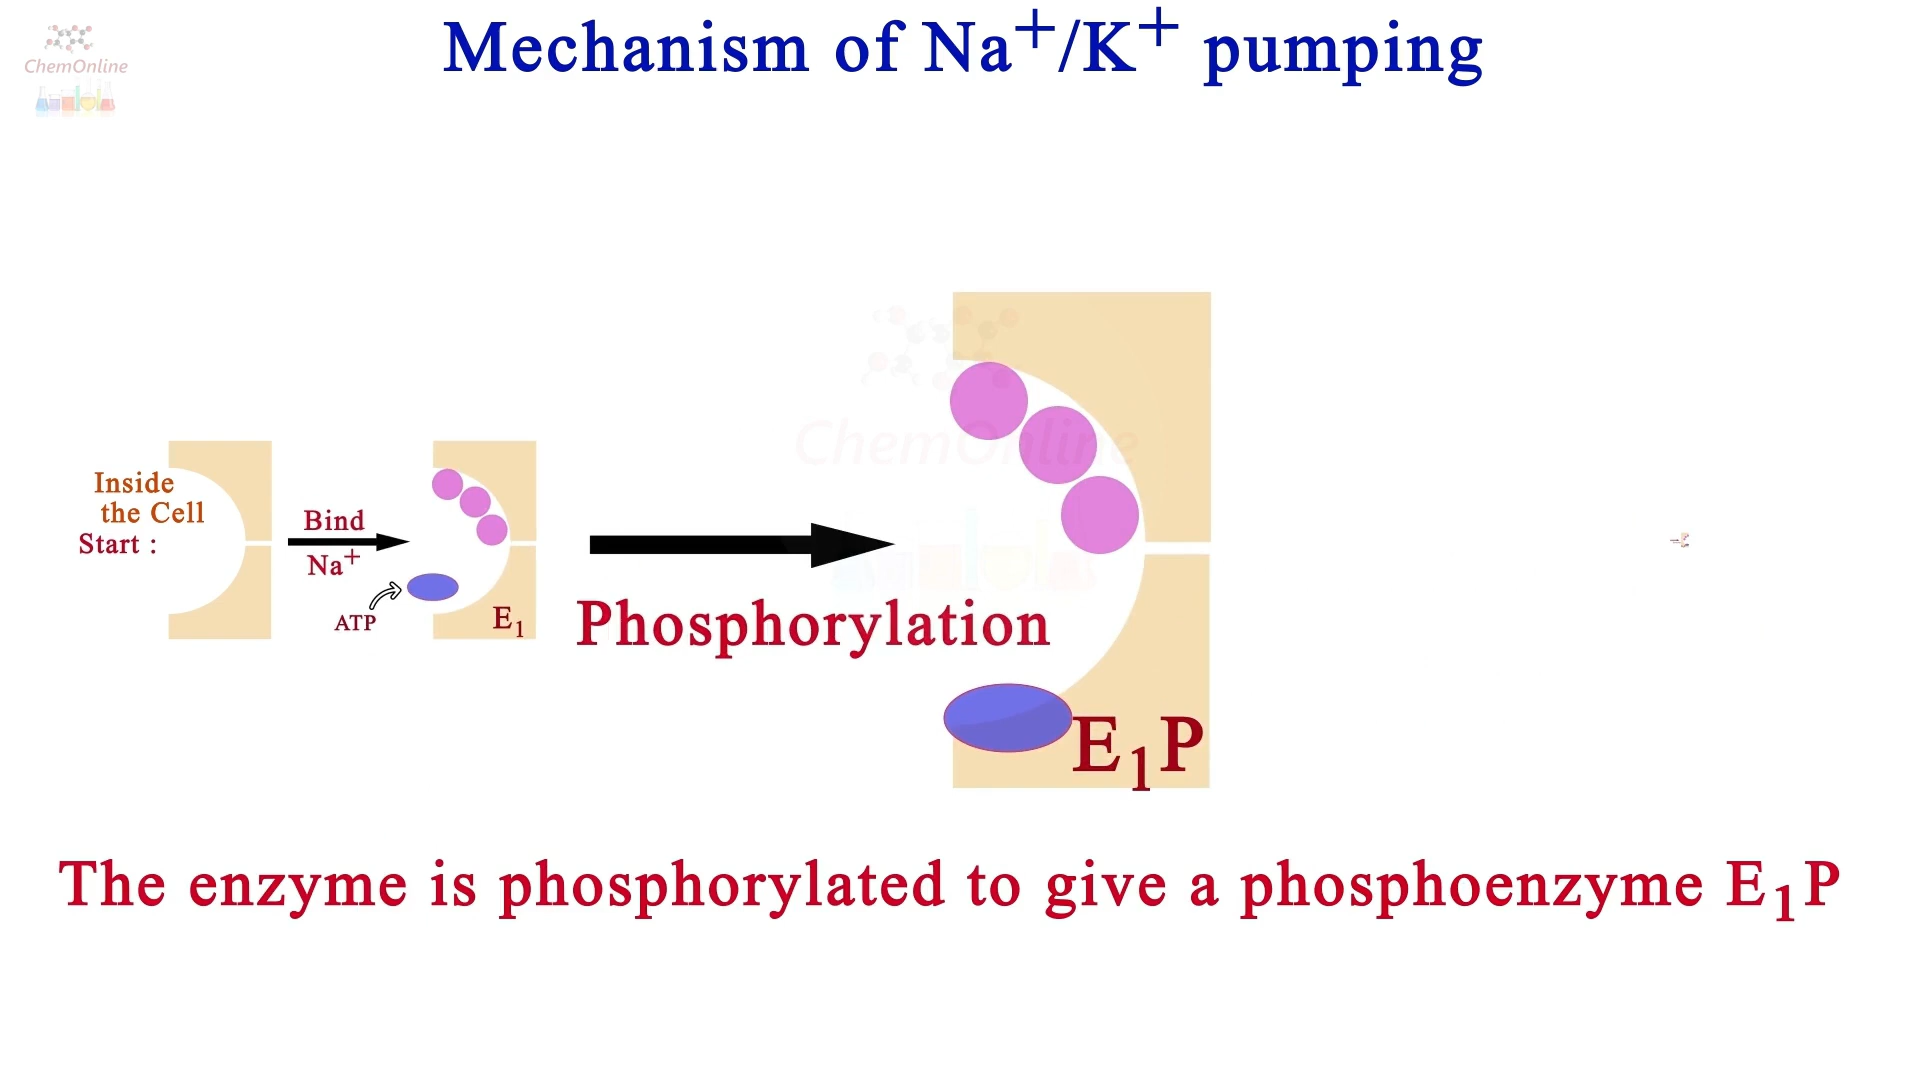 ChemOnline
Mechanism of Na⁺/K⁺ pumping
ChemOnline
Inside
the Cell
Start :
Bind
Na⁺
ATP
E₁
Phosphorylation
E₁P
The enzyme is phosphorylated to give a phosphoenzyme E₁P